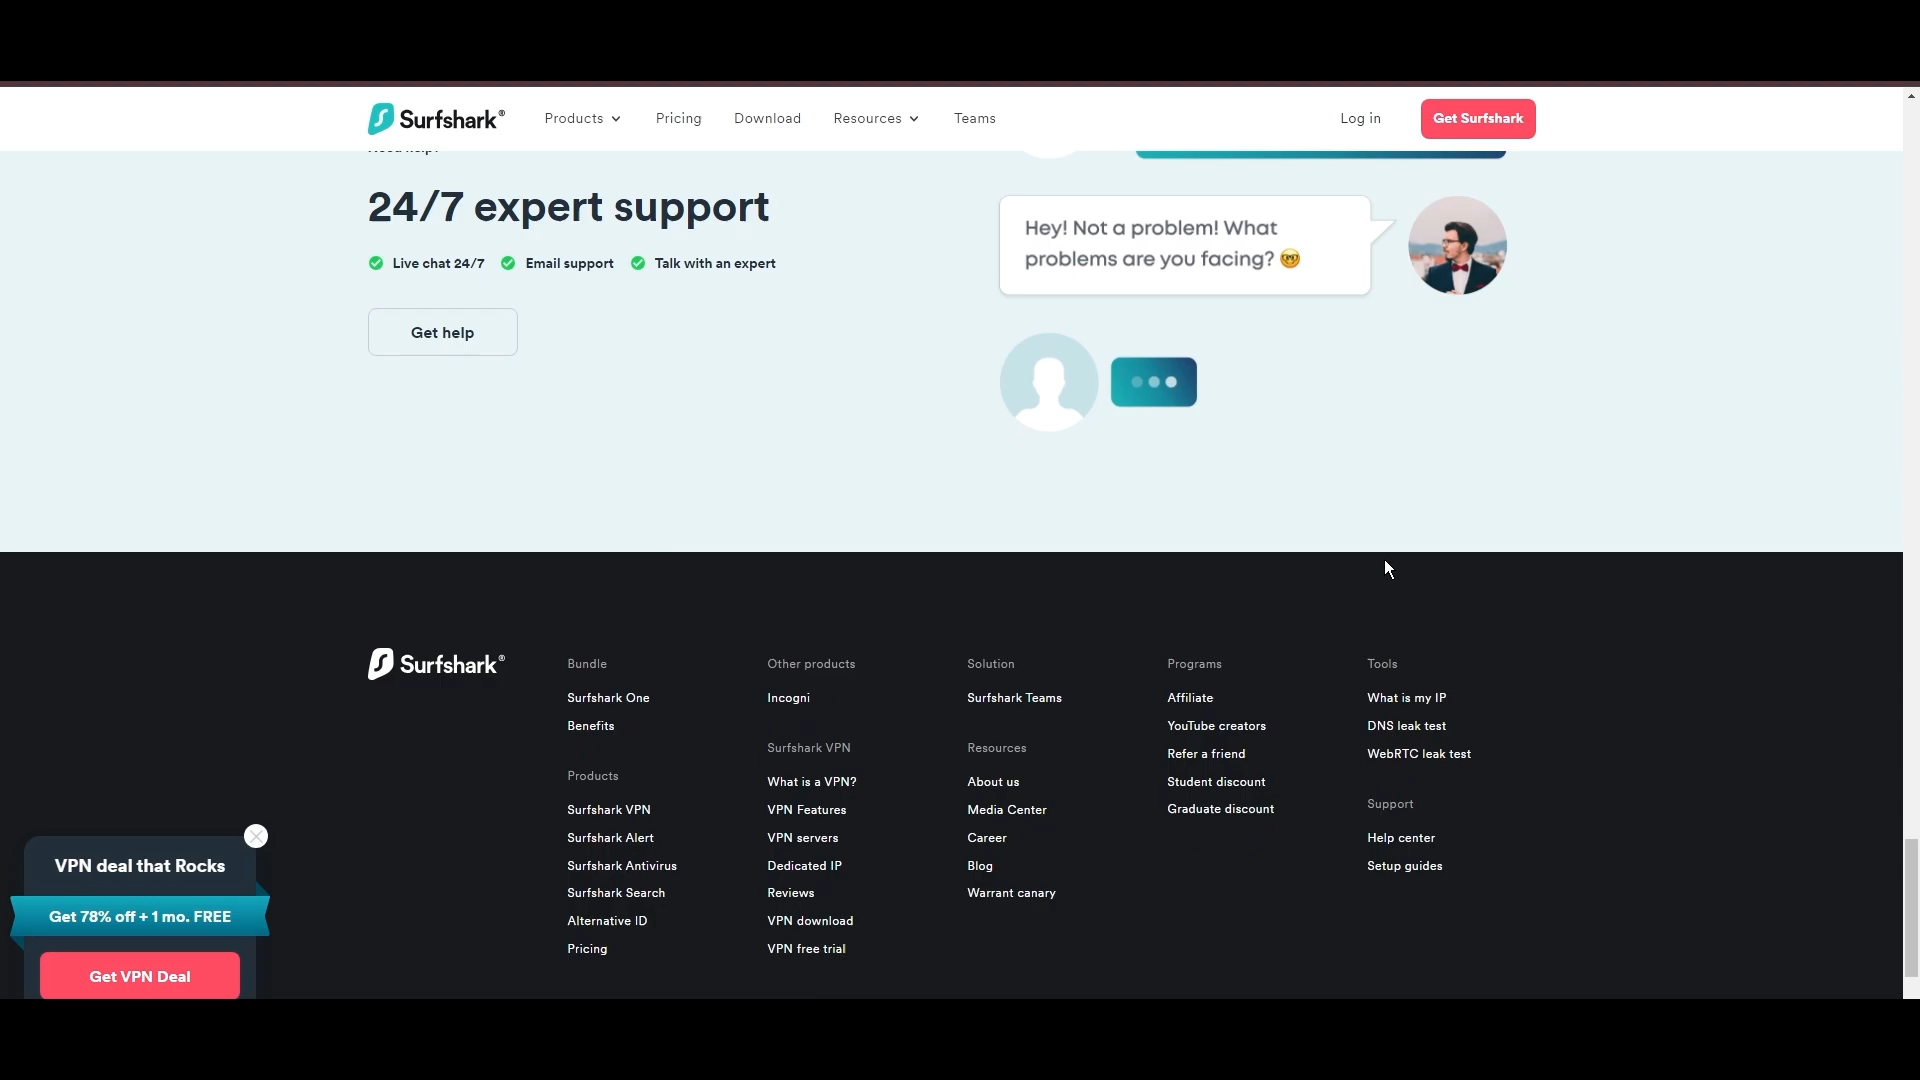 Surfshark®
Products
Pricing
Download
Resources
Teams
Log in
Get Surfshark
24/7 expert support
Live chat 24/7
Email support
Talk with an expert
Get help
Hey! Not a problem! What
problems are you facing? 🤓
Surfshark®
Bundle
Surfshark One
Benefits
Products
Surfshark VPN
Surfshark Alert
Surfshark Antivirus
Surfshark Search
Alternative ID
Pricing
Other products
Incogni
Surfshark VPN
What is a VPN?
VPN Features
VPN servers
Dedicated IP
Reviews
VPN download
VPN free trial
Solution
Surfshark Teams
Resources
About us
Media Center
Career
Blog
Warrant canary
Programs
Affiliate
YouTube creators
Refer a friend
Student discount
Graduate discount
Tools
What is my IP
DNS leak test
WebRTC leak test
Support
Help center
Setup guides
VPN deal that Rocks
Get 78% off + 1 mo. FREE
Get VPN Deal